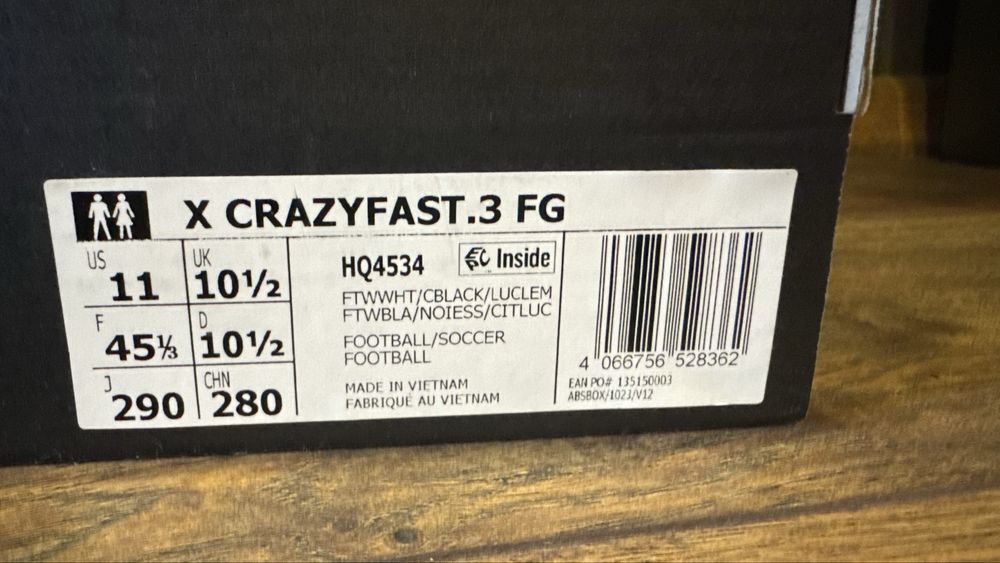 X CRAZYFAST.3 FG
US 11
UK 10½
F 45⅓
D 10½
J 290
CHN 280
HQ4534
Inside
FTWWHT/CBLACK/LUCLEM
FTWBLA/NOIESS/CITLUC
FOOTBALL/SOCCER
FOOTBALL
MADE IN VIETNAM
FABRIQUÉ AU VIETNAM
4 066756 528362
EAN PO# 135150003
ABSBOX/1023/V12